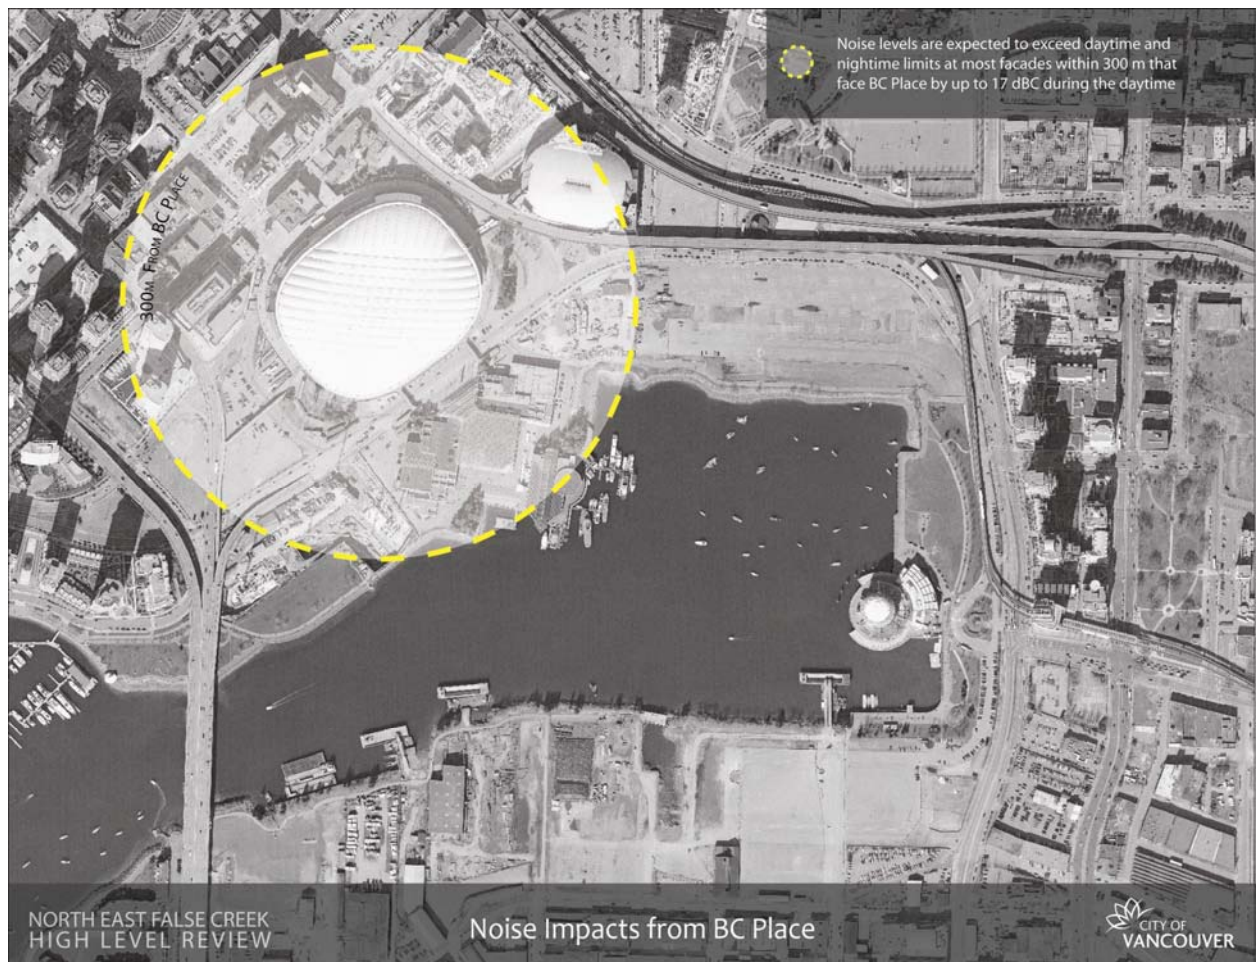 Noise levels are expected to exceed daytime and
nightime limits at most facades within 300 m that
face BC Place by up to 17 dBC during the daytime
300M FROM BC PLACE
NORTH EAST FALSE CREEK
HIGH LEVEL REVIEW
Noise Impacts from BC Place
CITY OF
VANCOUVER